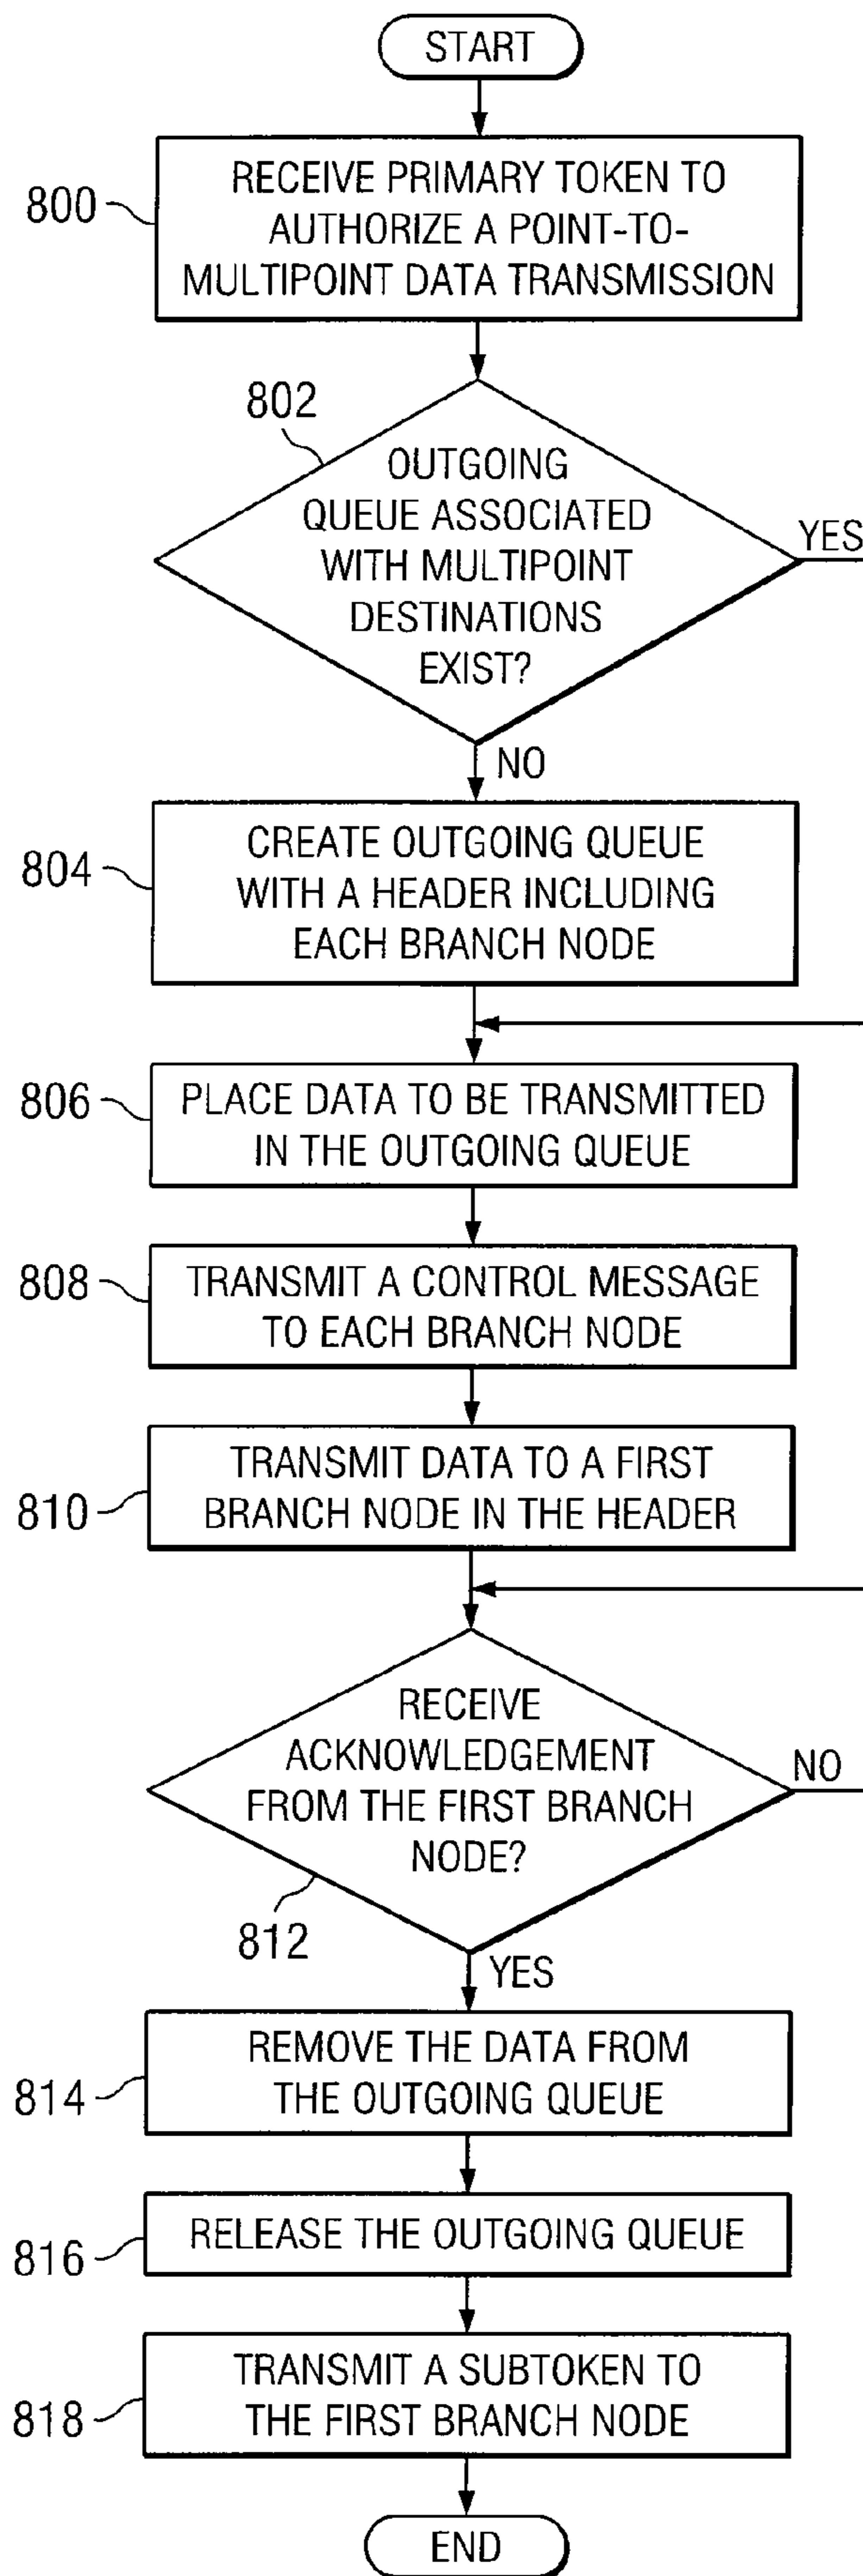 START
800
RECEIVE PRIMARY TOKEN TO
AUTHORIZE A POINT-TO-
MULTIPOINT DATA TRANSMISSION
802
OUTGOING
QUEUE ASSOCIATED
WITH MULTIPOINT
DESTINATIONS
EXIST?
YES
NO
804
CREATE OUTGOING QUEUE
WITH A HEADER INCLUDING
EACH BRANCH NODE
806
PLACE DATA TO BE TRANSMITTED
IN THE OUTGOING QUEUE
808
TRANSMIT A CONTROL MESSAGE
TO EACH BRANCH NODE
810
TRANSMIT DATA TO A FIRST
BRANCH NODE IN THE HEADER
RECEIVE
ACKNOWLEDGEMENT
FROM THE FIRST BRANCH
NODE?
NO
812
YES
814
REMOVE THE DATA FROM
THE OUTGOING QUEUE
816
RELEASE THE OUTGOING QUEUE
818
TRANSMIT A SUBTOKEN TO
THE FIRST BRANCH NODE
END